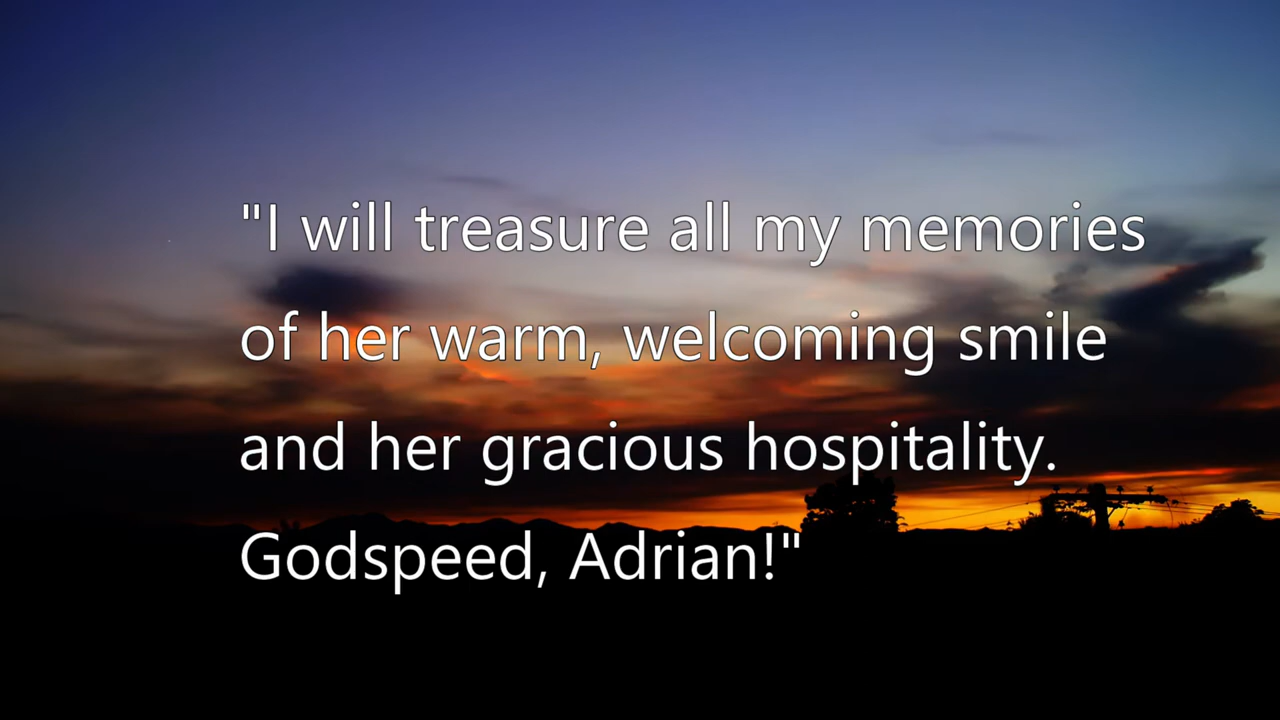 "I will treasure all my memories
of her warm, welcoming smile
and her gracious hospitality.
Godspeed, Adrian!"